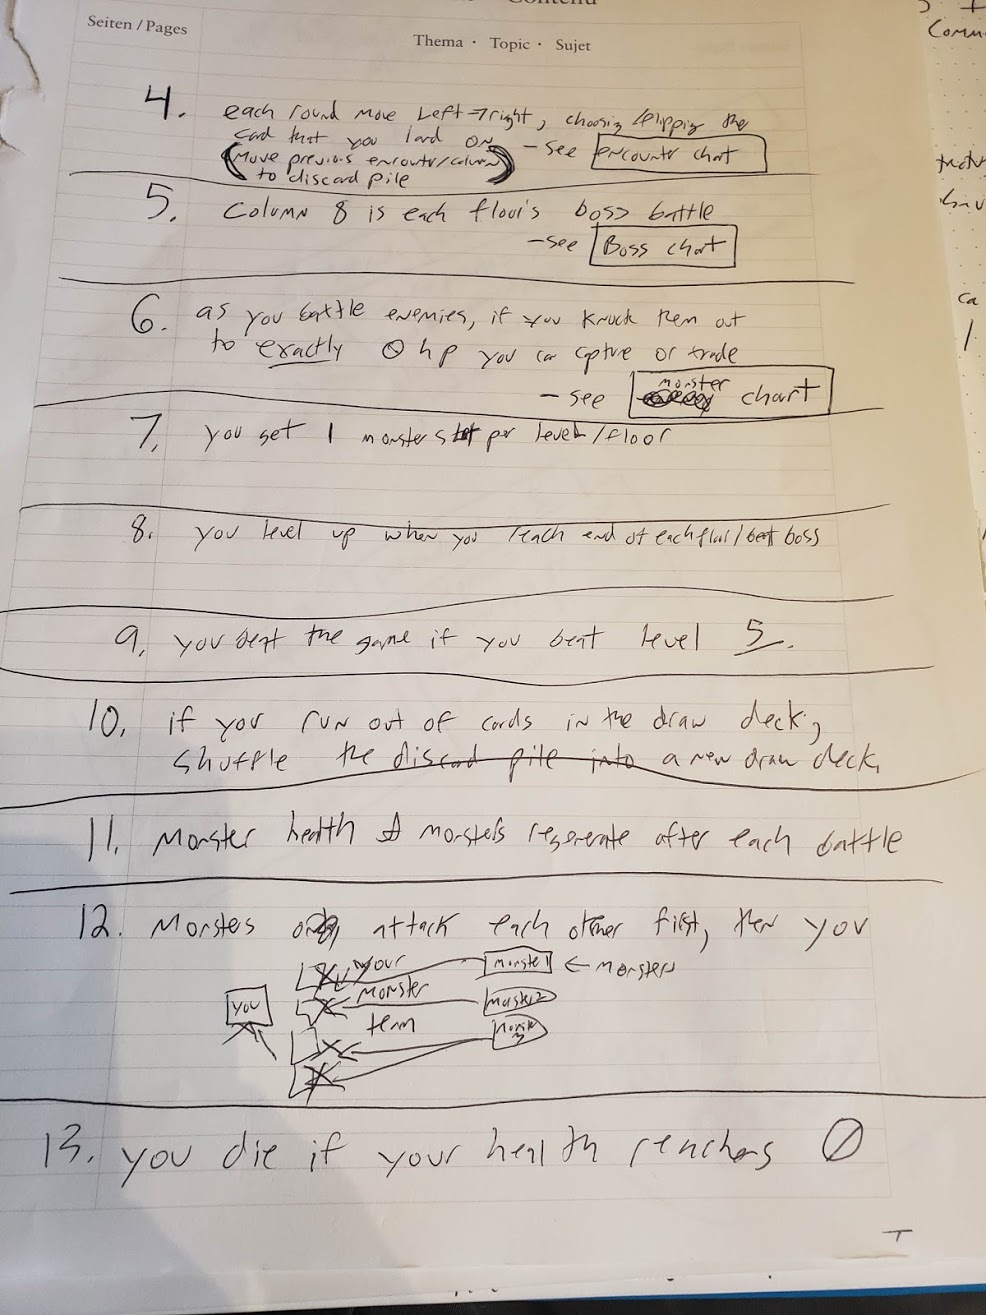 Contenu
Seiten / Pages
Thema · Topic · Sujet
4. each round move left → right, choosing / flipping the
card that you land on - see encounter chart
(Move previous encounter/column
to discard pile)
5. Column 8 is each floor's boss battle
- see Boss chart
6. as you battle enemies, if you knock them out
to exactly 0 hp you can capture or trade
- see monster chart
7. you get 1 monster slot per level/floor
8. you level up when you reach end of each floor/beat boss
9. you beat the game if you beat level 5.
10. if you run out of cards in the draw deck,
shuffle the discard pile into a new draw deck.
11. Monster health & monsters regenerate after each battle
12. Monsters attack each other first, then you
your monster 1 ← monsters
you monster monster 2
team monster 3
13. you die if your health reachers 0
Comm
ca
1.